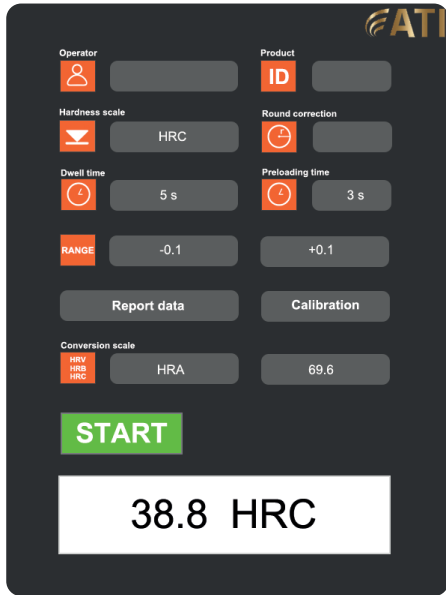 ATI
Operator
Product
ID
Hardness scale
Round correction
HRC
r
Dwell time
Preloading time
5 s
3 s
RANGE
-0.1
+0.1
Report data
Calibration
Conversion scale
HRV
HRB
HRC
HRA
69.6
START
38.8 HRC